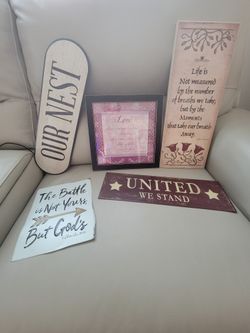 OUR NEST
Love
Life is
Not measured
by the number
of breaths we take,
but by the
Moments
that take our breath
Away.
The Battle
is Not Yours,
But God's
UNITED
WE STAND